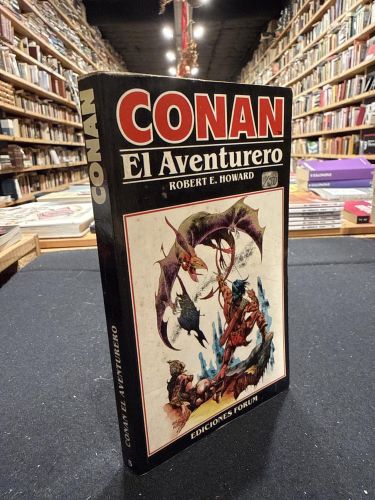 CONAN
El Aventurero
ROBERT E. HOWARD
EDICIONES FORUM
CONAN
CONAN EL AVENTURERO